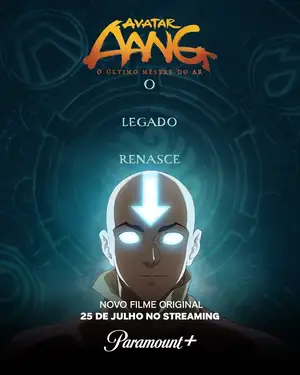 AVATAR
AANG
O ÚLTIMO MESTRE DO AR
O
LEGADO
RENASCE
NOVO FILME ORIGINAL
25 DE JULHO NO STREAMING
Paramount+